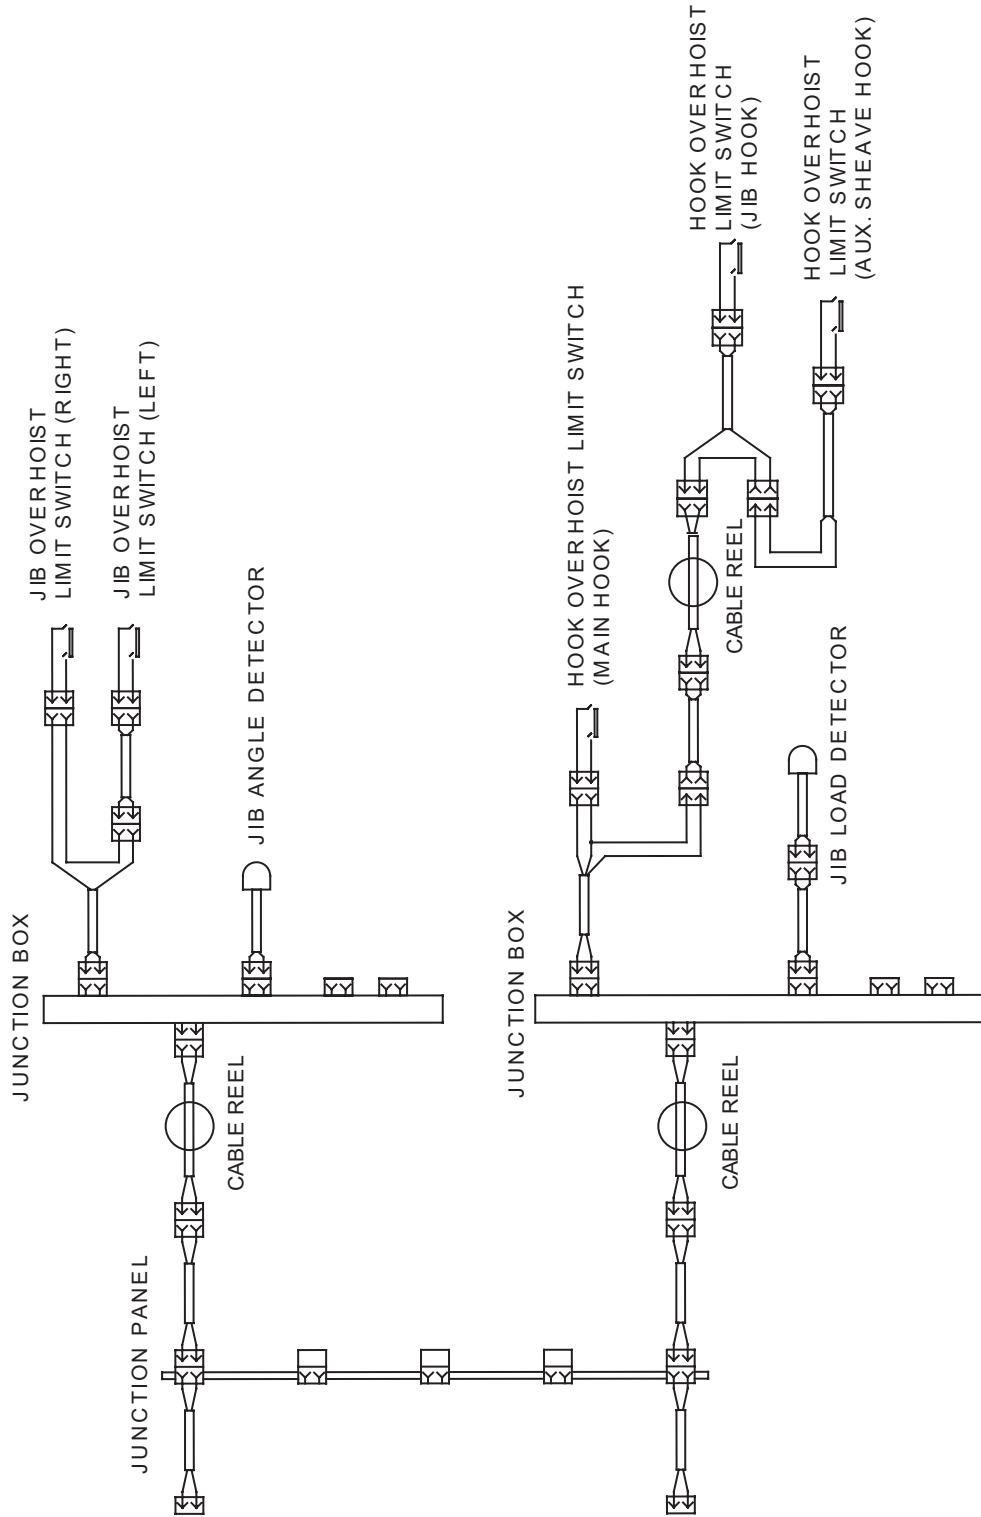 JIB OVERHOIST
LIMIT SWITCH (RIGHT)
JIB OVERHOIST
LIMIT SWITCH (LEFT)
JIB ANGLE DETECTOR
JUNCTION BOX
CABLE REEL
JUNCTION PANEL
HOOK OVERHOIST
LIMIT SWITCH
(JIB HOOK)
HOOK OVERHOIST
LIMIT SWITCH
(AUX. SHEAVE HOOK)
HOOK OVERHOIST LIMIT SWITCH
(MAIN HOOK)
CABLE REEL
JIB LOAD DETECTOR
JUNCTION BOX
CABLE REEL